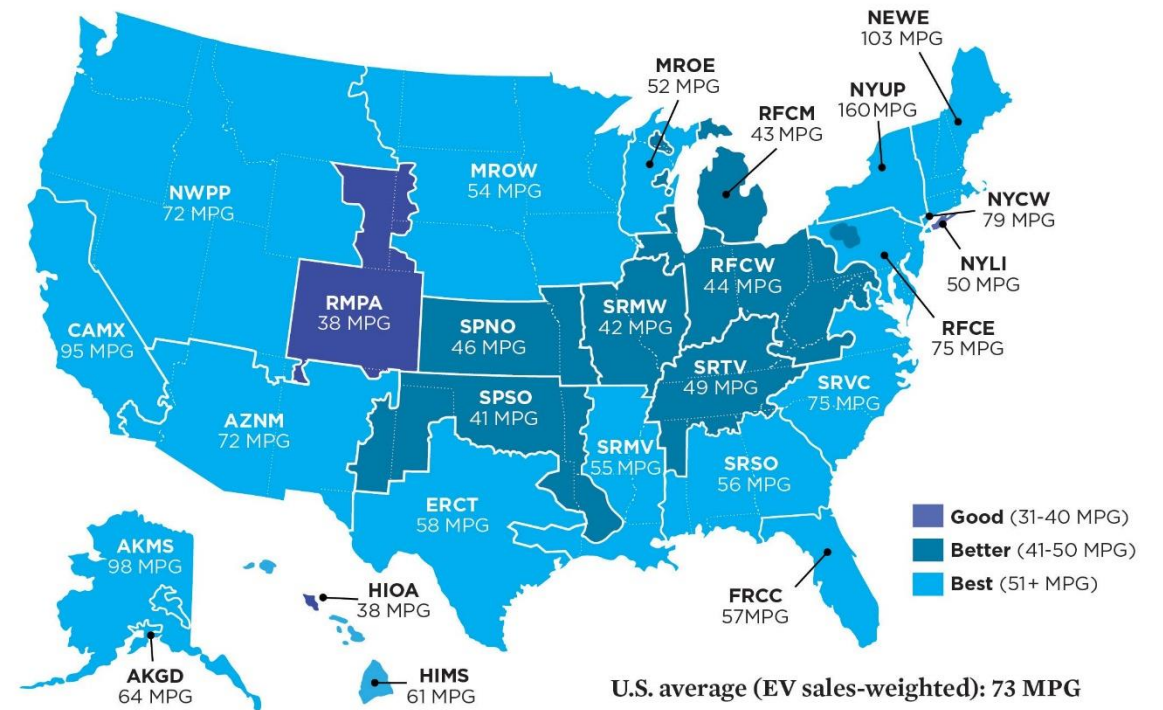 NEWE
103 MPG
MROE
52 MPG
NYUP
160 MPG
RFCM
43 MPG
MROW
54 MPG
NWPP
72 MPG
NYCW
79 MPG
NYLI
50 MPG
RFCW
44 MPG
RMPA
38 MPG
SRMW
42 MPG
SPNO
46 MPG
CAMX
95 MPG
RFCE
75 MPG
SRTV
49 MPG
SRVC
75 MPG
SPSO
41 MPG
AZNM
72 MPG
SRMV
55 MPG
SRSO
56 MPG
ERCT
58 MPG
Good (31-40 MPG)
Better (41-50 MPG)
Best (51+ MPG)
AKMS
98 MPG
HIOA
38 MPG
FRCC
57MPG
AKGD
64 MPG
HIMS
61 MPG
U.S. average (EV sales-weighted): 73 MPG